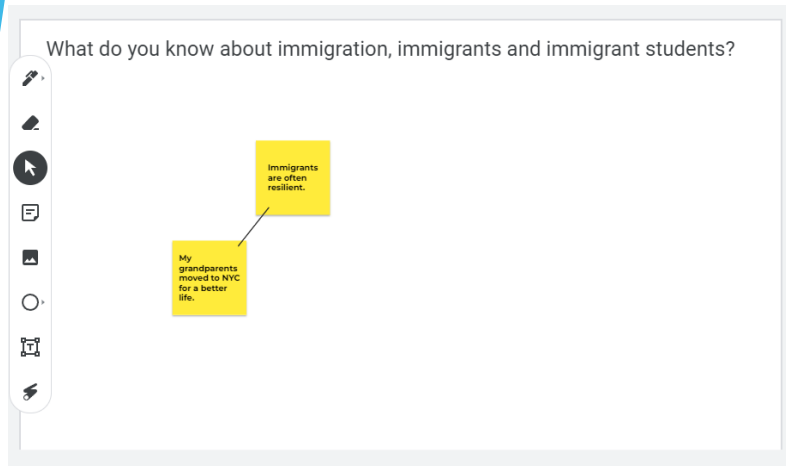 What do you know about immigration, immigrants and immigrant students?
Immigrants
are often
resilient.
My
grandparents
moved to NYC
for a better
life.